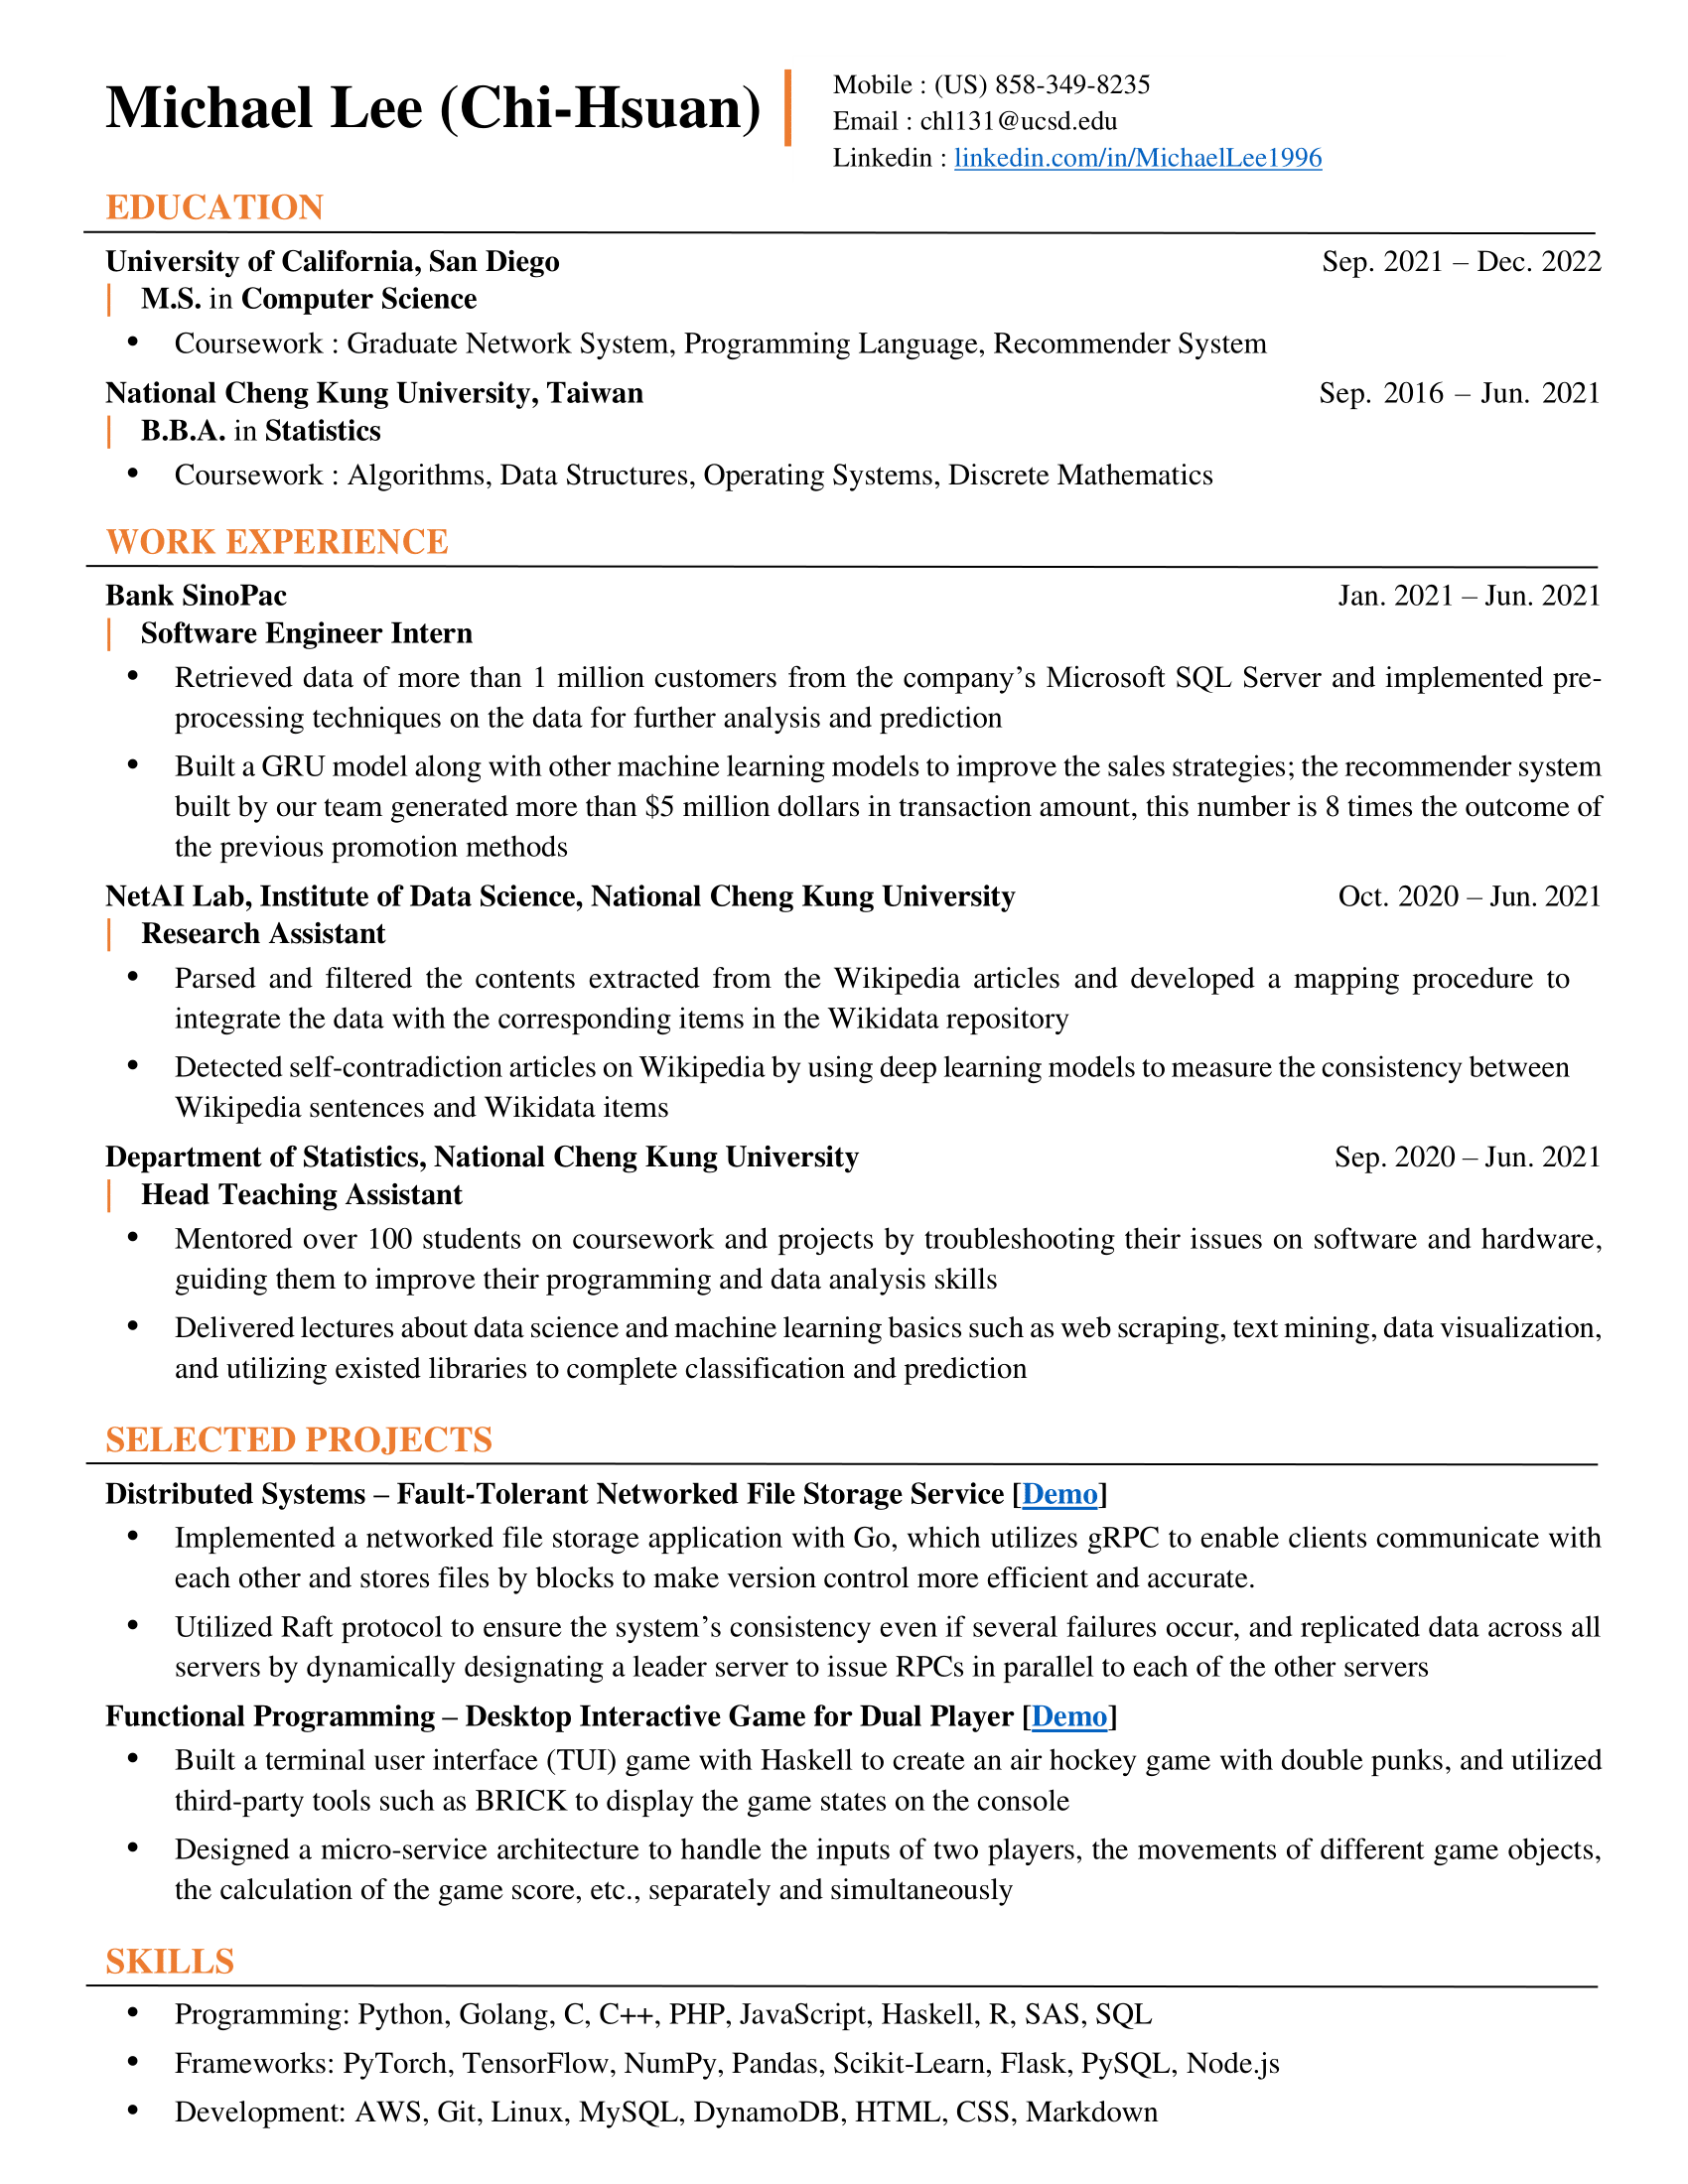 Michael Lee (Chi-Hsuan)
Mobile : (US) 858-349-8235
Email : chl131@ucsd.edu
Linkedin : linkedin.com/in/MichaelLee1996
EDUCATION
University of California, San Diego Sep. 2021 – Dec. 2022
M.S. in Computer Science
• Coursework : Graduate Network System, Programming Language, Recommender System
National Cheng Kung University, Taiwan Sep. 2016 – Jun. 2021
B.B.A. in Statistics
• Coursework : Algorithms, Data Structures, Operating Systems, Discrete Mathematics
WORK EXPERIENCE
Bank SinoPac Jan. 2021 – Jun. 2021
Software Engineer Intern
• Retrieved data of more than 1 million customers from the company’s Microsoft SQL Server and implemented pre-
processing techniques on the data for further analysis and prediction
• Built a GRU model along with other machine learning models to improve the sales strategies; the recommender system
built by our team generated more than $5 million dollars in transaction amount, this number is 8 times the outcome of
the previous promotion methods
NetAI Lab, Institute of Data Science, National Cheng Kung University Oct. 2020 – Jun. 2021
Research Assistant
• Parsed and filtered the contents extracted from the Wikipedia articles and developed a mapping procedure to
integrate the data with the corresponding items in the Wikidata repository
• Detected self-contradiction articles on Wikipedia by using deep learning models to measure the consistency between
Wikipedia sentences and Wikidata items
Department of Statistics, National Cheng Kung University Sep. 2020 – Jun. 2021
Head Teaching Assistant
• Mentored over 100 students on coursework and projects by troubleshooting their issues on software and hardware,
guiding them to improve their programming and data analysis skills
• Delivered lectures about data science and machine learning basics such as web scraping, text mining, data visualization,
and utilizing existed libraries to complete classification and prediction
SELECTED PROJECTS
Distributed Systems – Fault-Tolerant Networked File Storage Service [Demo]
• Implemented a networked file storage application with Go, which utilizes gRPC to enable clients communicate with
each other and stores files by blocks to make version control more efficient and accurate.
• Utilized Raft protocol to ensure the system’s consistency even if several failures occur, and replicated data across all
servers by dynamically designating a leader server to issue RPCs in parallel to each of the other servers
Functional Programming – Desktop Interactive Game for Dual Player [Demo]
• Built a terminal user interface (TUI) game with Haskell to create an air hockey game with double punks, and utilized
third-party tools such as BRICK to display the game states on the console
• Designed a micro-service architecture to handle the inputs of two players, the movements of different game objects,
the calculation of the game score, etc., separately and simultaneously
SKILLS
• Programming: Python, Golang, C, C++, PHP, JavaScript, Haskell, R, SAS, SQL
• Frameworks: PyTorch, TensorFlow, NumPy, Pandas, Scikit-Learn, Flask, PySQL, Node.js
• Development: AWS, Git, Linux, MySQL, DynamoDB, HTML, CSS, Markdown